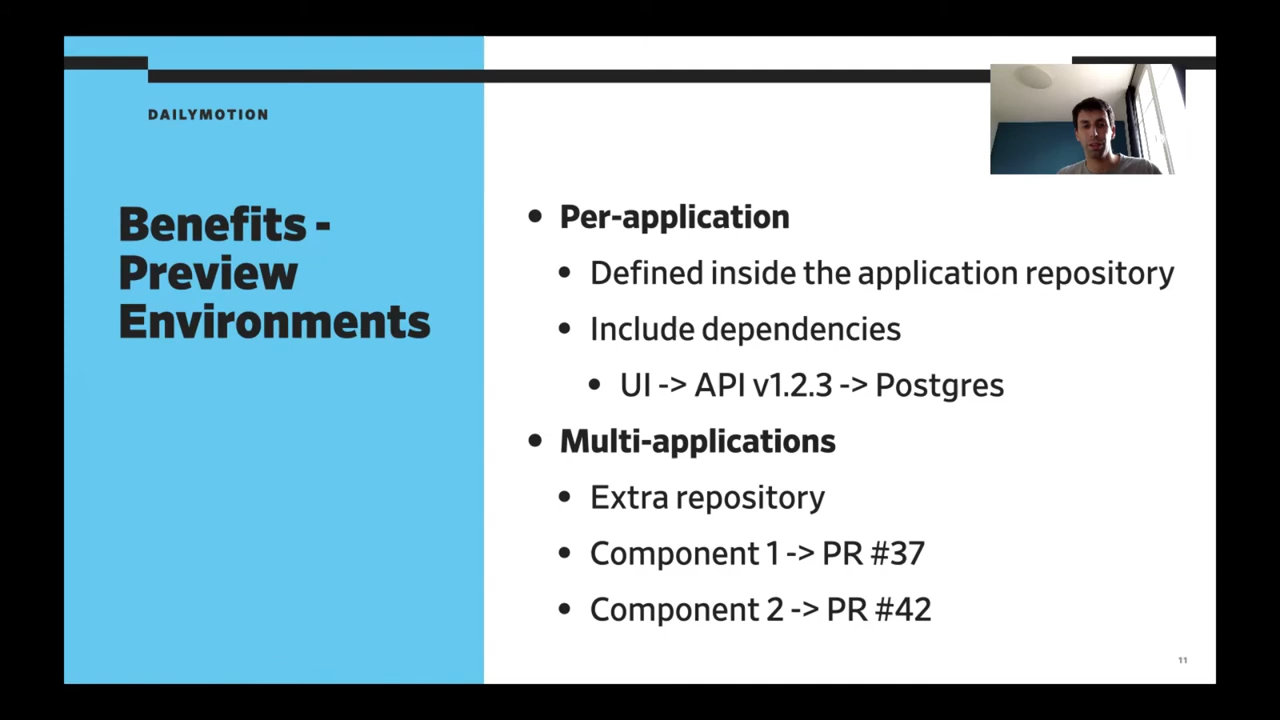 DAILYMOTION
Benefits -
Preview
Environments
• Per-application
• Defined inside the application repository
• Include dependencies
• UI -> API v1.2.3 -> Postgres
• Multi-applications
• Extra repository
• Component 1 -> PR #37
• Component 2 -> PR #42
11